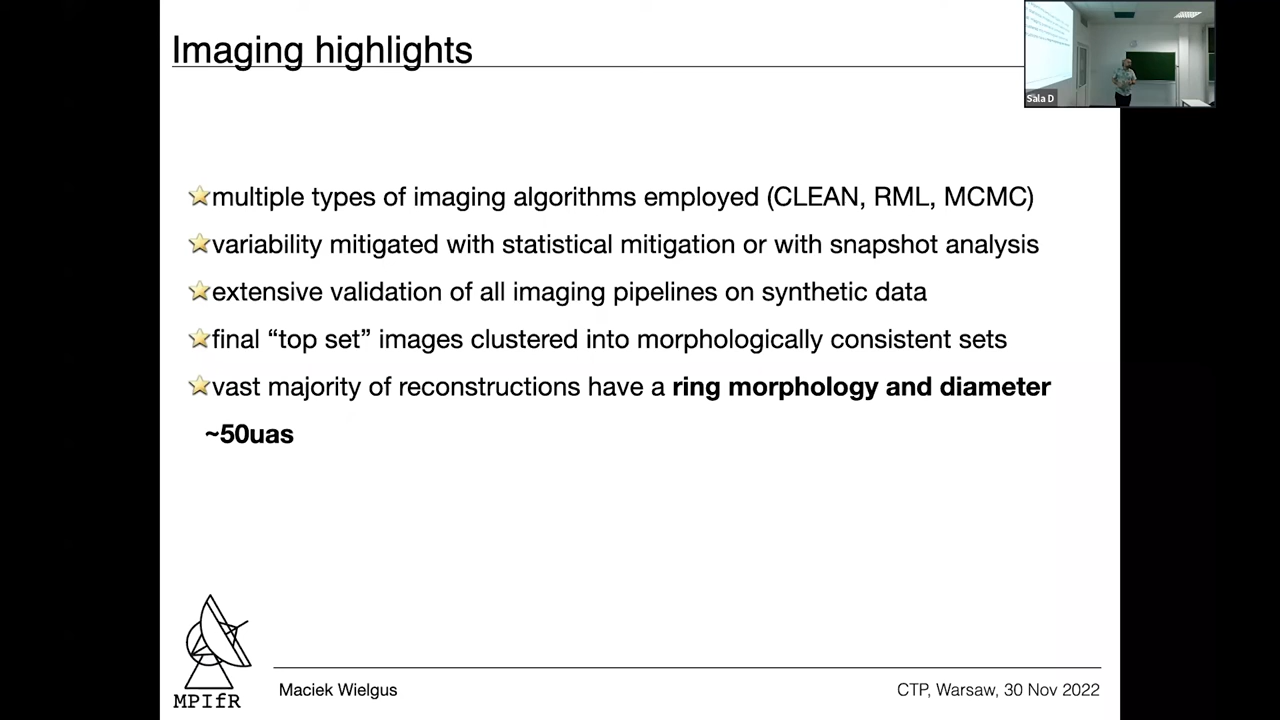 Imaging highlights
Sala D
multiple types of imaging algorithms employed (CLEAN, RML, MCMC)
variability mitigated with statistical mitigation or with snapshot analysis
extensive validation of all imaging pipelines on synthetic data
final “top set” images clustered into morphologically consistent sets
vast majority of reconstructions have a ring morphology and diameter
~50uas
MPIfR
Maciek Wielgus
CTP, Warsaw, 30 Nov 2022